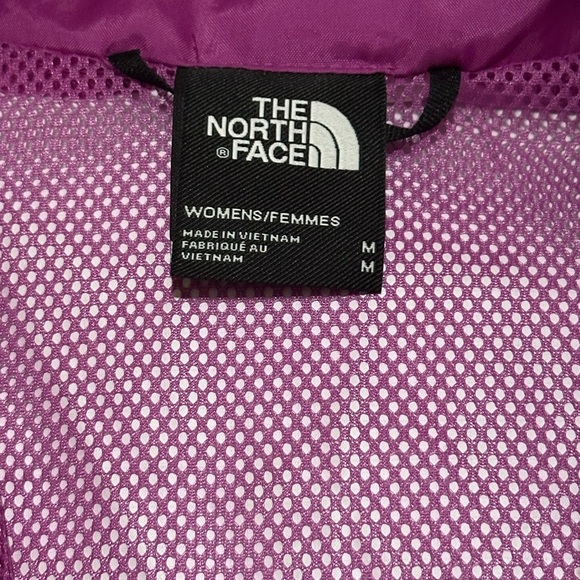 THE
NORTH
® FACE
WOMENS/FEMMES
MADE IN VIETNAM
FABRIQUÉ AU M
VIETNAM M